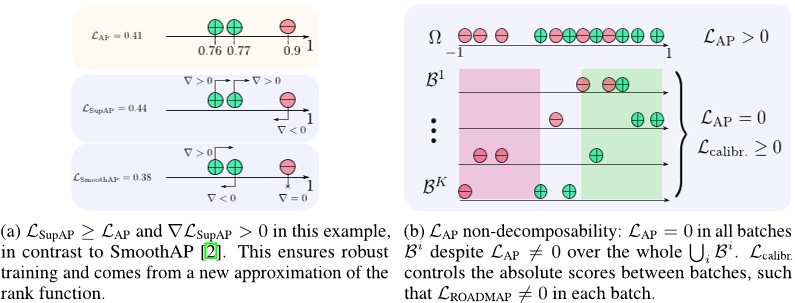 ℒ_AP = 0.41
0.76 0.77 0.9 1
∇ > 0 ∇ > 0
ℒ_SupAP = 0.44
1
∇ < 0
∇ > 0
ℒ_SmoothAP = 0.38
1
∇ < 0 ∇ = 0
(a) ℒ_SupAP ≥ ℒ_AP and ∇ℒ_SupAP > 0 in this example,
in contrast to SmoothAP [2]. This ensures robust
training and comes from a new approximation of the
rank function.
Ω
−1 1
ℒ_AP > 0
ℬ¹
⋮
ℬᴷ
ℒ_AP = 0
ℒ_calibr. ≥ 0
(b) ℒ_AP non-decomposability: ℒ_AP = 0 in all batches
ℬⁱ despite ℒ_AP ≠ 0 over the whole ⋃ᵢ ℬⁱ. ℒ_calibr.
controls the absolute scores between batches, such
that ℒ_ROADMAP ≠ 0 in each batch.